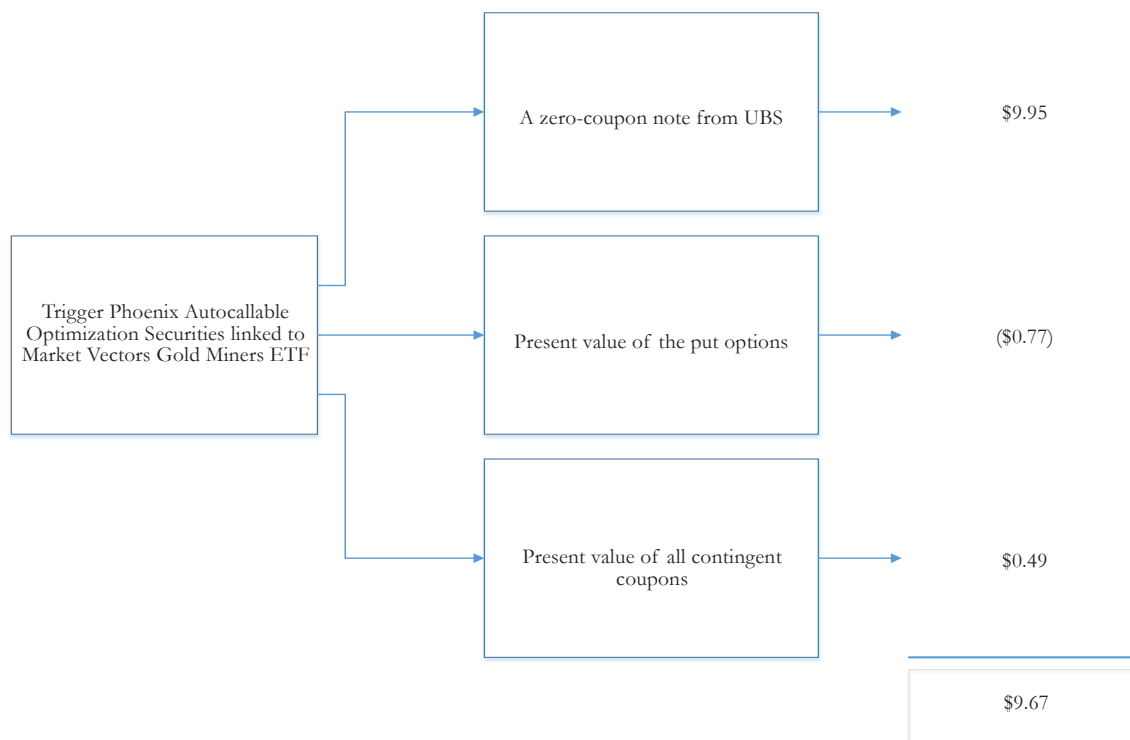 A zero-coupon note from UBS
$9.95
Trigger Phoenix Autocallable
Optimization Securities linked to
Market Vectors Gold Miners ETF
Present value of the put options
($0.77)
Present value of all contingent
coupons
$0.49
$9.67